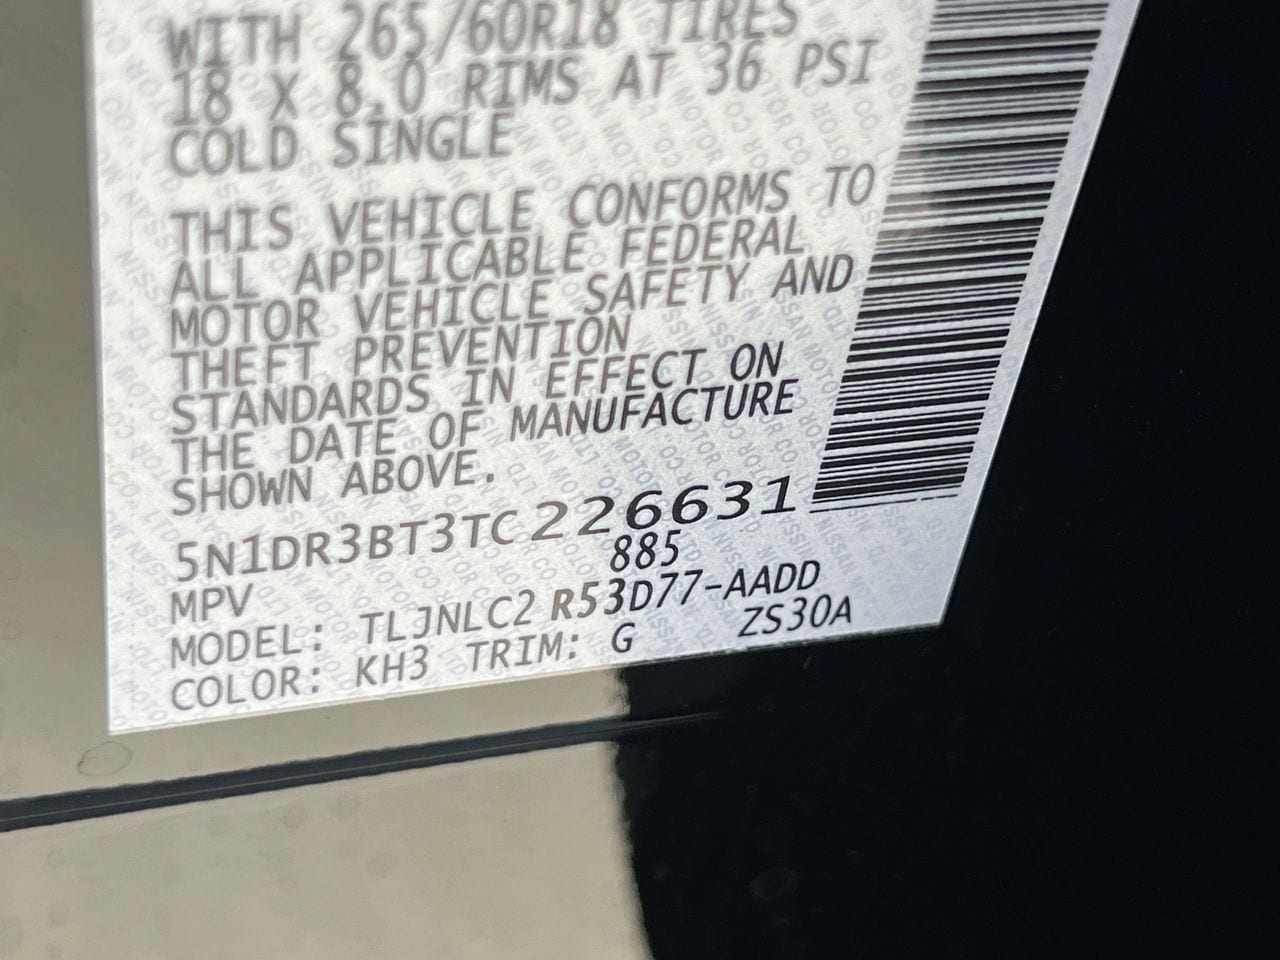 WITH 265/60R18 TIRES
18 X 8.0 RIMS AT 36 PSI
COLD SINGLE
THIS VEHICLE CONFORMS TO
ALL APPLICABLE FEDERAL
MOTOR VEHICLE SAFETY AND
THEFT PREVENTION
STANDARDS IN EFFECT ON
THE DATE OF MANUFACTURE
SHOWN ABOVE.
5N1DR3BT3TC226631
MPV 885
MODEL: TLJNLC2 R53D77-AADD
COLOR: KH3 TRIM: G ZS30A